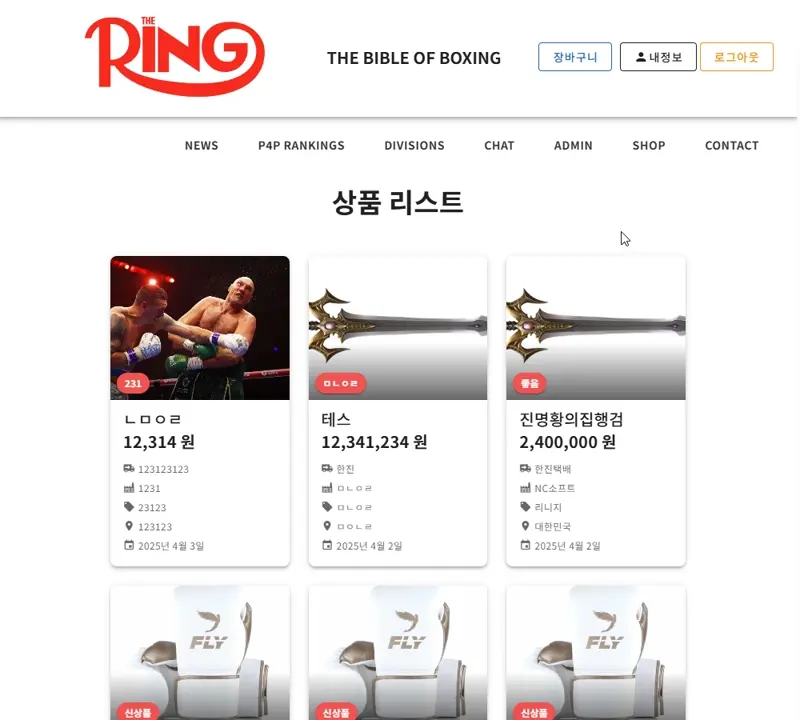 THE
RING
THE BIBLE OF BOXING
장바구니
내정보
로그아웃
NEWS
P4P RANKINGS
DIVISIONS
CHAT
ADMIN
SHOP
CONTACT
상품 리스트
231
ㄴㅁㅇㄹ
12,314 원
123123123
1231
23123
123123
2025년 4월 3일
ㅁㄴㅇㄹ
테스
12,341,234 원
한진
ㅁㄴㅇㄹ
ㅁㄴㅇㄹ
ㅁㅇㄴㄹ
2025년 4월 2일
좋음
진명황의집행검
2,400,000 원
한진택배
NC소프트
리니지
대한민국
2025년 4월 2일
FLY
신상품
FLY
신상품
FLY
신상품